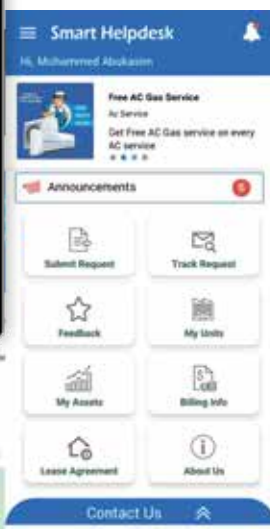 Smart Helpdesk
Hi, Mohammed Abukasim
Free AC Gas Service
Ac Service
Get Free AC Gas service on every
AC service
Announcements
Submit Request
Track Request
Feedback
My Units
My Assets
Billing Info
Lease Agreement
About Us
Contact Us